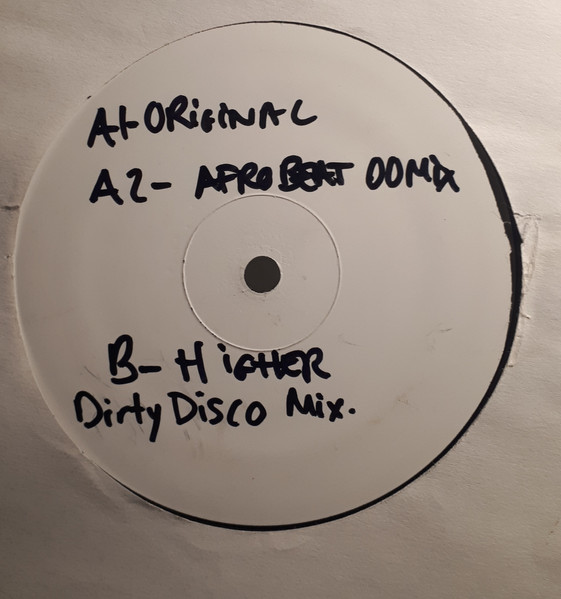 A1-ORiGiNAL
A2- AFROBEAT 00Mix
B- HiGHER
Dirty Disco Mix.